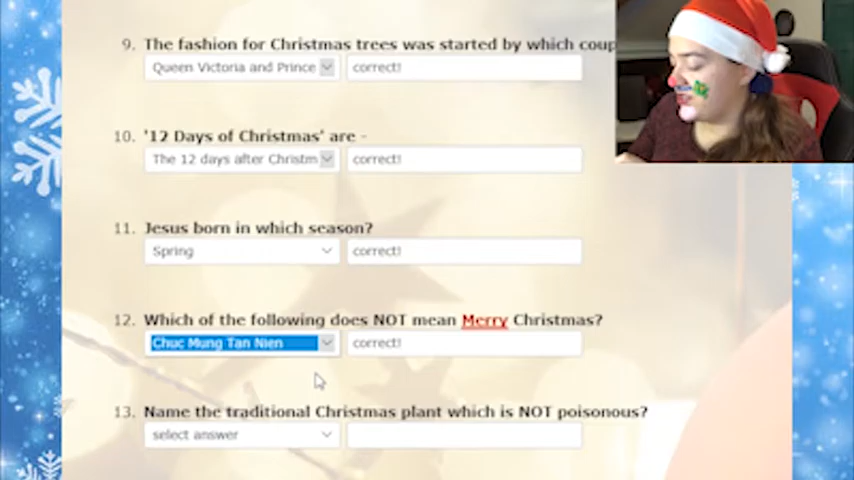 9. The fashion for Christmas trees was started by which coup
Queen Victoria and Prince correct!
10. '12 Days of Christmas' are -
The 12 days after Christm correct!
11. Jesus born in which season?
Spring correct!
12. Which of the following does NOT mean Merry Christmas?
Chuc Mung Tan Nien correct!
13. Name the traditional Christmas plant which is NOT poisonous?
select answer